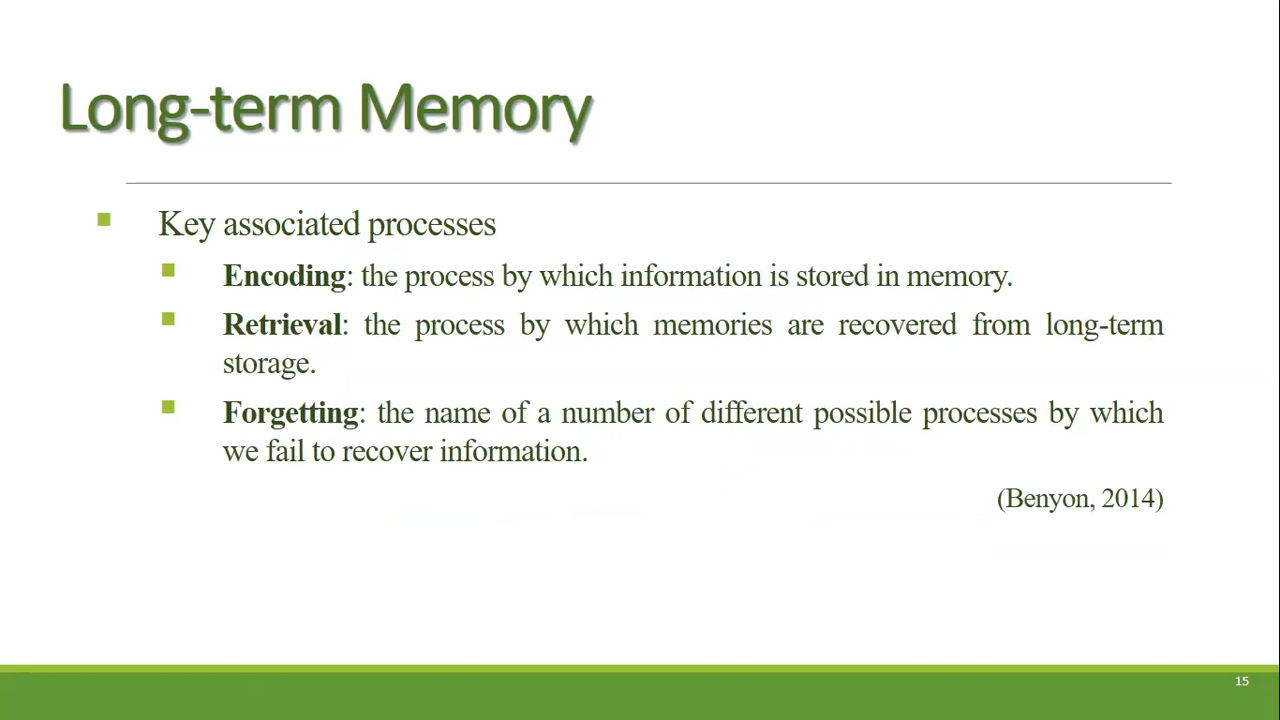 Long-term Memory
Key associated processes
Encoding: the process by which information is stored in memory.
Retrieval: the process by which memories are recovered from long-term
storage.
Forgetting: the name of a number of different possible processes by which
we fail to recover information.
(Benyon, 2014)
15